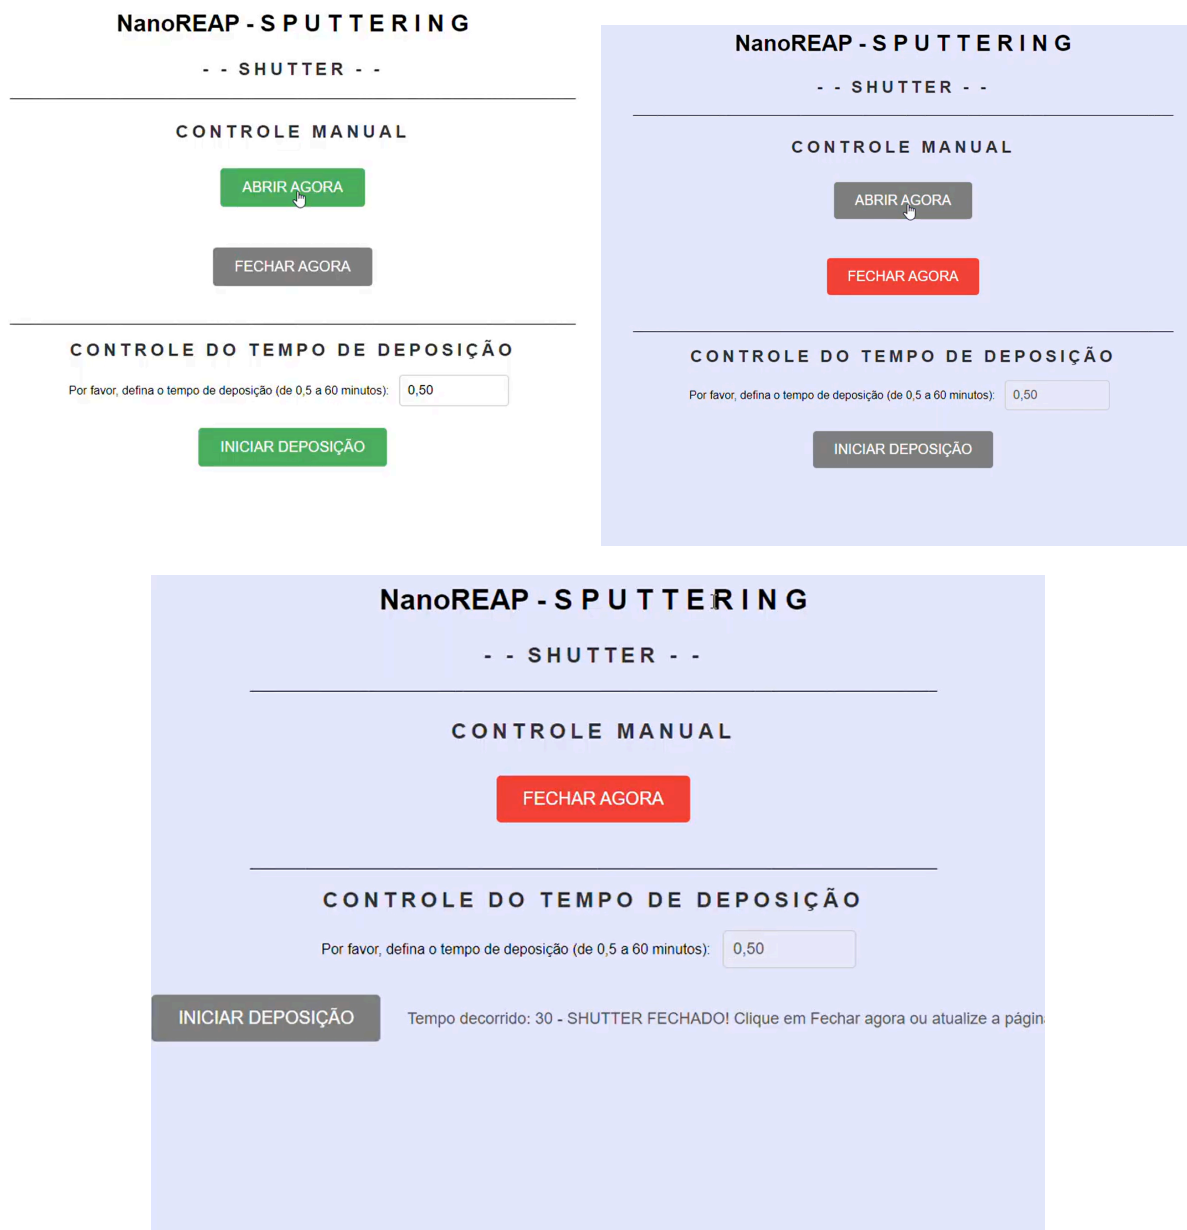 NanoREAP - S P U T T E R I N G
- - SHUTTER - -
CONTROLE MANUAL
ABRIR AGORA
FECHAR AGORA
CONTROLE DO TEMPO DE DEPOSIÇÃO
Por favor, defina o tempo de deposição (de 0,5 a 60 minutos): 0,50
INICIAR DEPOSIÇÃO
NanoREAP - S P U T T E R I N G
- - SHUTTER - -
CONTROLE MANUAL
ABRIR AGORA
FECHAR AGORA
CONTROLE DO TEMPO DE DEPOSIÇÃO
Por favor, defina o tempo de deposição (de 0,5 a 60 minutos): 0,50
INICIAR DEPOSIÇÃO
NanoREAP - S P U T T E R I N G
- - SHUTTER - -
CONTROLE MANUAL
FECHAR AGORA
CONTROLE DO TEMPO DE DEPOSIÇÃO
Por favor, defina o tempo de deposição (de 0,5 a 60 minutos): 0,50
INICIAR DEPOSIÇÃO Tempo decorrido: 30 - SHUTTER FECHADO! Clique em Fechar agora ou atualize a págin